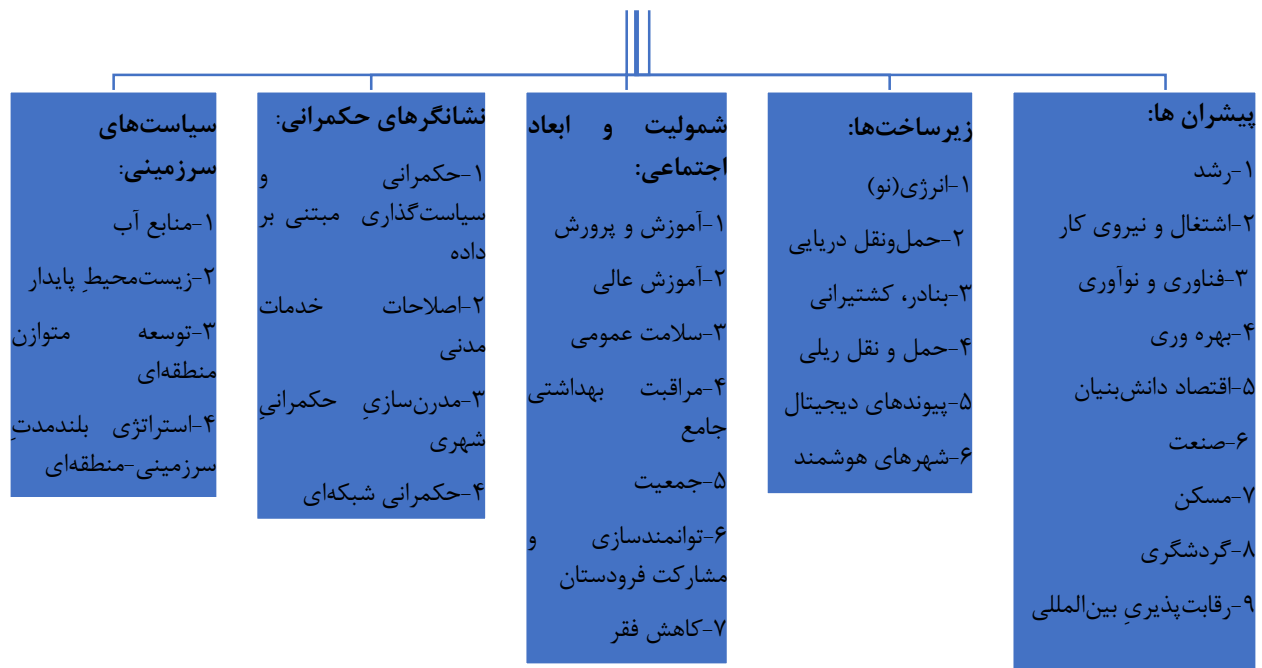 پیشران ها:
۱-رشد
۲-اشتغال و نیروی کار
۳-فناوری و نوآوری
۴-بهره وری
۵-اقتصاد دانش‌بنیان
۶-صنعت
۷-مسکن
۸-گردشگری
۹-رقابت‌پذیریِ بین‌المللی
زیرساخت‌ها:
۱-انرژی(نو)
۲-حمل‌ونقل دریایی
۳-بنادر، کشتیرانی
۴-حمل و نقل ریلی
۵-پیوندهای دیجیتال
۶-شهرهای هوشمند
شمولیت و ابعاد
اجتماعی:
۱-آموزش و پرورش
۲-آموزش عالی
۳-سلامت عمومی
۴-مراقبت بهداشتی
جامع
۵-جمعیت
۶-توانمندسازی و
مشارکت فرودستان
۷-کاهش فقر
نشانگرهای حکمرانی:
۱-حکمرانی و
سیاست‌گذاری مبتنی بر
داده
۲-اصلاحات خدمات
مدنی
۳-مدرن‌سازیِ حکمرانیِ
شهری
۴-حکمرانی شبکه‌ای
سیاست‌های
سرزمینی:
۱-منابع آب
۲-زیست‌محیطِ پایدار
۳-توسعه متوازن
منطقه‌ای
۴-استراتژی بلندمدتِ
سرزمینی-منطقه‌ای